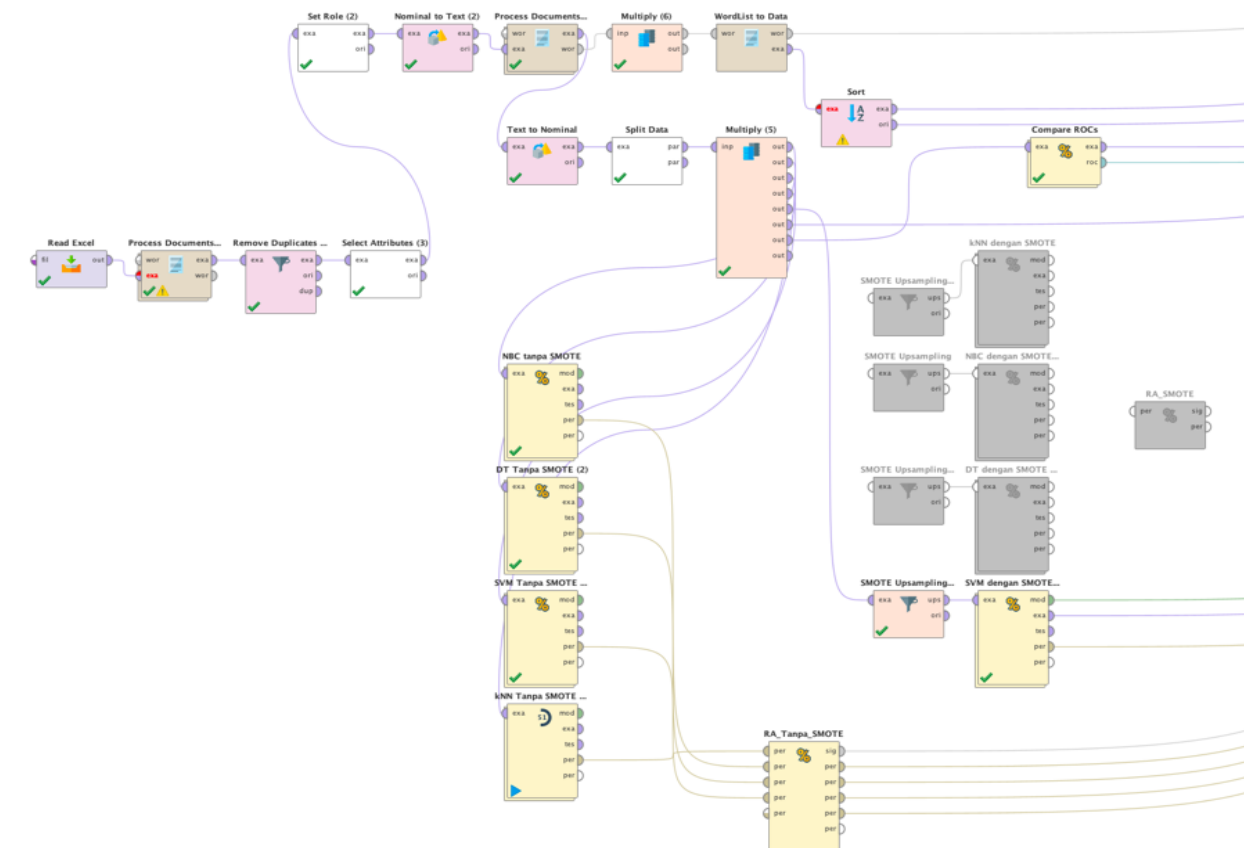 Set Role (2)
exa exa
ori
Nominal to Text (2)
exa exa
ori
Process Documents...
wor exa
exa wor
Multiply (6)
inp out
out
WordList to Data
wor wor
exa
Sort
exa exa
ori
Text to Nominal
exa exa
ori
Split Data
exa par
par
Multiply (5)
inp out
out
out
out
out
out
out
out
Compare ROCs
exa exa
roc
Read Excel
SI out
Process Documents...
wor exa
exa wor
Remove Duplicates ...
exa exa
ori
dup
Select Attributes (3)
exa exa
ori
kNN dengan SMOTE
exa mod
exa
tes
per
per
SMOTE Upsampling...
exa ups
ori
NBC tanpa SMOTE
exa mod
exa
tes
per
per
SMOTE Upsampling
exa ups
ori
NBC dengan SMOTE...
exa mod
exa
tes
per
per
RA_SMOTE
per sig
per
DT Tanpa SMOTE (2)
exa mod
exa
tes
per
per
SMOTE Upsampling...
exa ups
ori
DT dengan SMOTE ...
exa mod
exa
tes
per
per
SVM Tanpa SMOTE ...
exa mod
exa
tes
per
per
SMOTE Upsampling...
exa ups
ori
SVM dengan SMOTE...
exa mod
exa
tes
per
per
kNN Tanpa SMOTE ...
exa 51 mod
exa
tes
per
per
RA_Tanpa_SMOTE
per sig
per per
per per
per per
per per
per